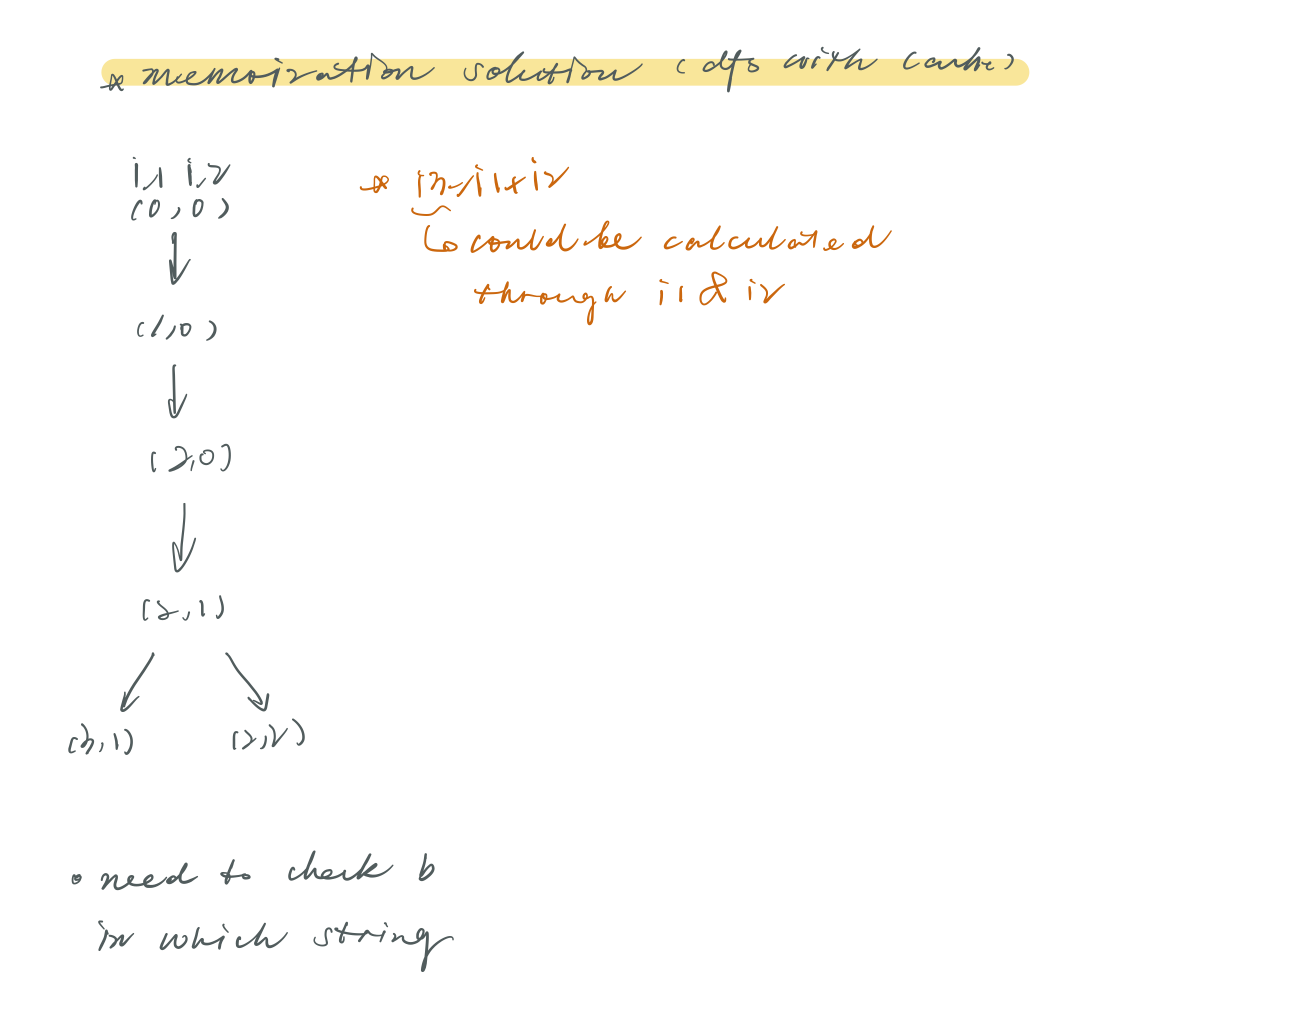 * memoization solution (dfs with cache)
i1 i2
(0,0)
* i3=i1+i2
could be calculated
through i1 & i2
(1,0)
(2,0)
(2,1)
(3,1) (2,2)
• need to check b
in which string